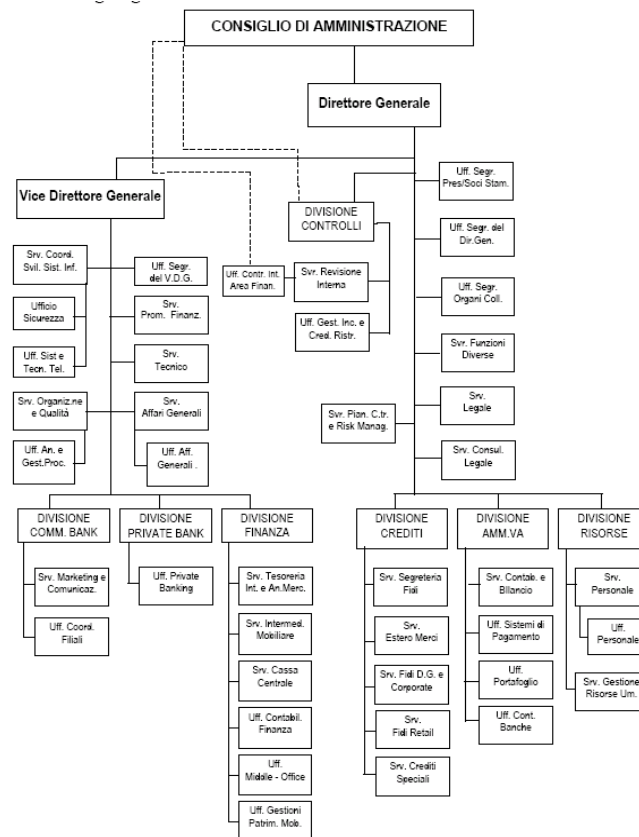 CONSIGLIO DI AMMINISTRAZIONE
Direttore Generale
Vice Direttore Generale
Uff. Segr.
Pres/Soci Stam.
DIVISIONE
CONTROLLI
Uff. Segr. del
Dir.Gen.
Srv. Coord.
Svil. Sist. Inf.
Uff. Segr.
del V.D.G.
Uff. Contr. Int.
Area Finan.
Svr. Revisione
Interna
Uff. Segr.
Organi Coll.
Ufficio
Sicurezza
Srv.
Prom. Finanz.
Uff. Gest. Inc. e
Cred. Ristr.
Uff. Sist e
Tecn. Tel.
Srv.
Tecnico
Svr. Funzioni
Diverse
Srv. Organiz.ne
e Qualità
Srv.
Affari Generali
Svr. Pian. C.tr.
e Risk Manag.
Srv.
Legale
Uff. An. e
Gest.Proc.
Uff. Aff.
Generali .
Srv. Consul.
Legale
DIVISIONE
COMM. BANK
DIVISIONE
PRIVATE BANK
DIVISIONE
FINANZA
DIVISIONE
CREDITI
DIVISIONE
AMM.VA
DIVISIONE
RISORSE
Srv. Marketing e
Comunicaz.
Uff. Coord.
Filiali
Uff. Private
Banking
Srv. Tesoreria
Int. e An.Merc.
Srv. Intermed.
Mobiliare
Srv. Cassa
Centrale
Uff. Contabil.
Finanza
Uff.
Middle - Office
Uff. Gestioni
Patrim. Mob.
Srv. Segreteria
Fidi
Srv.
Estero Merci
Srv. Fidi D.G. e
Corporate
Srv.
Fidi Retail
Srv. Crediti
Speciali
Srv. Contab. e
Bilancio
Uff. Sistemi di
Pagamento
Uff.
Portafoglio
Uff. Cont.
Banche
Srv.
Personale
Uff.
Personale
Srv. Gestione
Risorse Um.